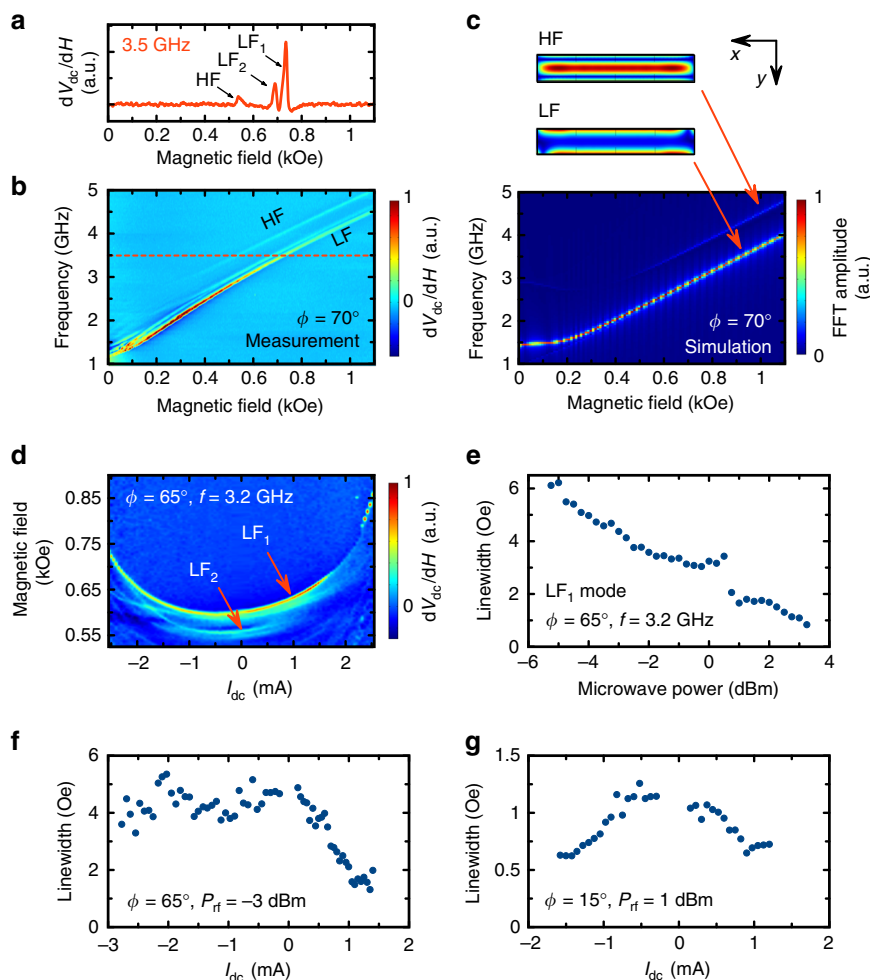 a
3.5 GHz
LF₁
LF₂
HF
dV_dc/dH
(a.u.)
0 0.2 0.4 0.6 0.8 1
Magnetic field (kOe)
b
5
4
3
2
1
Frequency (GHz)
HF
LF
ϕ = 70°
Measurement
0 0.2 0.4 0.6 0.8 1
Magnetic field (kOe)
1
0
dV_dc/dH (a.u.)
c
HF
x
y
LF
5
4
3
2
1
Frequency (GHz)
ϕ = 70°
Simulation
0 0.2 0.4 0.6 0.8 1
Magnetic field (kOe)
1
0
FFT amplitude
(a.u.)
d
ϕ = 65°, f = 3.2 GHz
LF₁
LF₂
0.85
0.75
0.65
0.55
Magnetic field
(kOe)
−2 −1 0 1 2
I_dc (mA)
1
0
dV_dc/dH (a.u.)
e
6
4
2
0
Linewidth (Oe)
LF₁ mode
ϕ = 65°, f = 3.2 GHz
−6 −4 −2 0 2 4
Microwave power (dBm)
f
6
4
2
0
Linewidth (Oe)
ϕ = 65°, P_rf = −3 dBm
−3 −2 −1 0 1 2
I_dc (mA)
g
1.5
1
0.5
0
Linewidth (Oe)
ϕ = 15°, P_rf = 1 dBm
−2 −1 0 1 2
I_dc (mA)